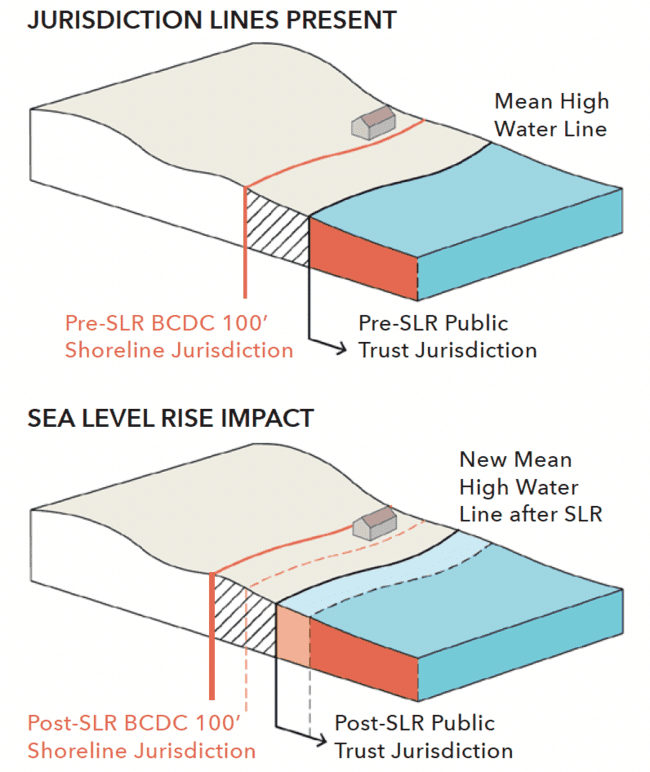 JURISDICTION LINES PRESENT
Mean High
Water Line
Pre-SLR BCDC 100’
Shoreline Jurisdiction
Pre-SLR Public
Trust Jurisdiction
SEA LEVEL RISE IMPACT
New Mean
High Water
Line after SLR
Post-SLR BCDC 100’
Shoreline Jurisdiction
Post-SLR Public
Trust Jurisdiction